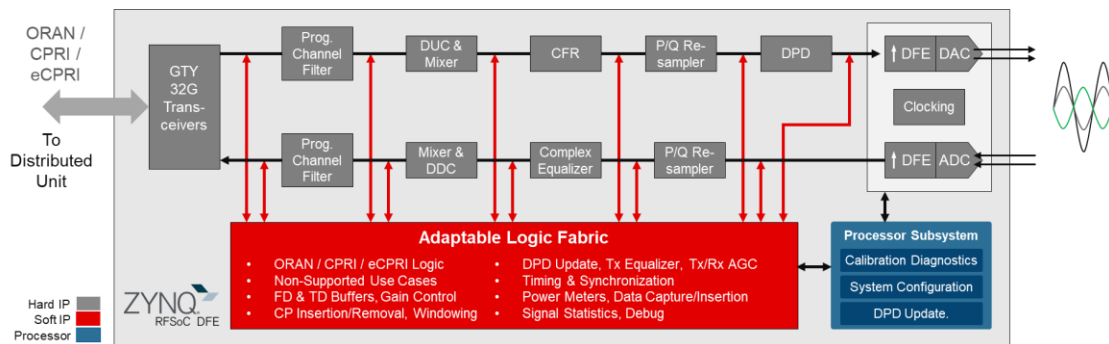 ORAN /
CPRI /
eCPRI
To
Distributed
Unit
GTY
32G
Trans-
ceivers
Prog.
Channel
Filter
DUC &
Mixer
CFR
P/Q Re-
sampler
DPD
DFE
DAC
Clocking
Prog.
Channel
Filter
Mixer &
DDC
Complex
Equalizer
P/Q Re-
sampler
DFE
ADC
Adaptable Logic Fabric
• ORAN / CPRI / eCPRI Logic
• Non-Supported Use Cases
• FD & TD Buffers, Gain Control
• CP Insertion/Removal, Windowing
• DPD Update, Tx Equalizer, Tx/Rx AGC
• Timing & Synchronization
• Power Meters, Data Capture/Insertion
• Signal Statistics, Debug
Processor Subsystem
Calibration Diagnostics
System Configuration
DPD Update.
Hard IP
Soft IP
Processor
ZYNQ
RFSoC DFE